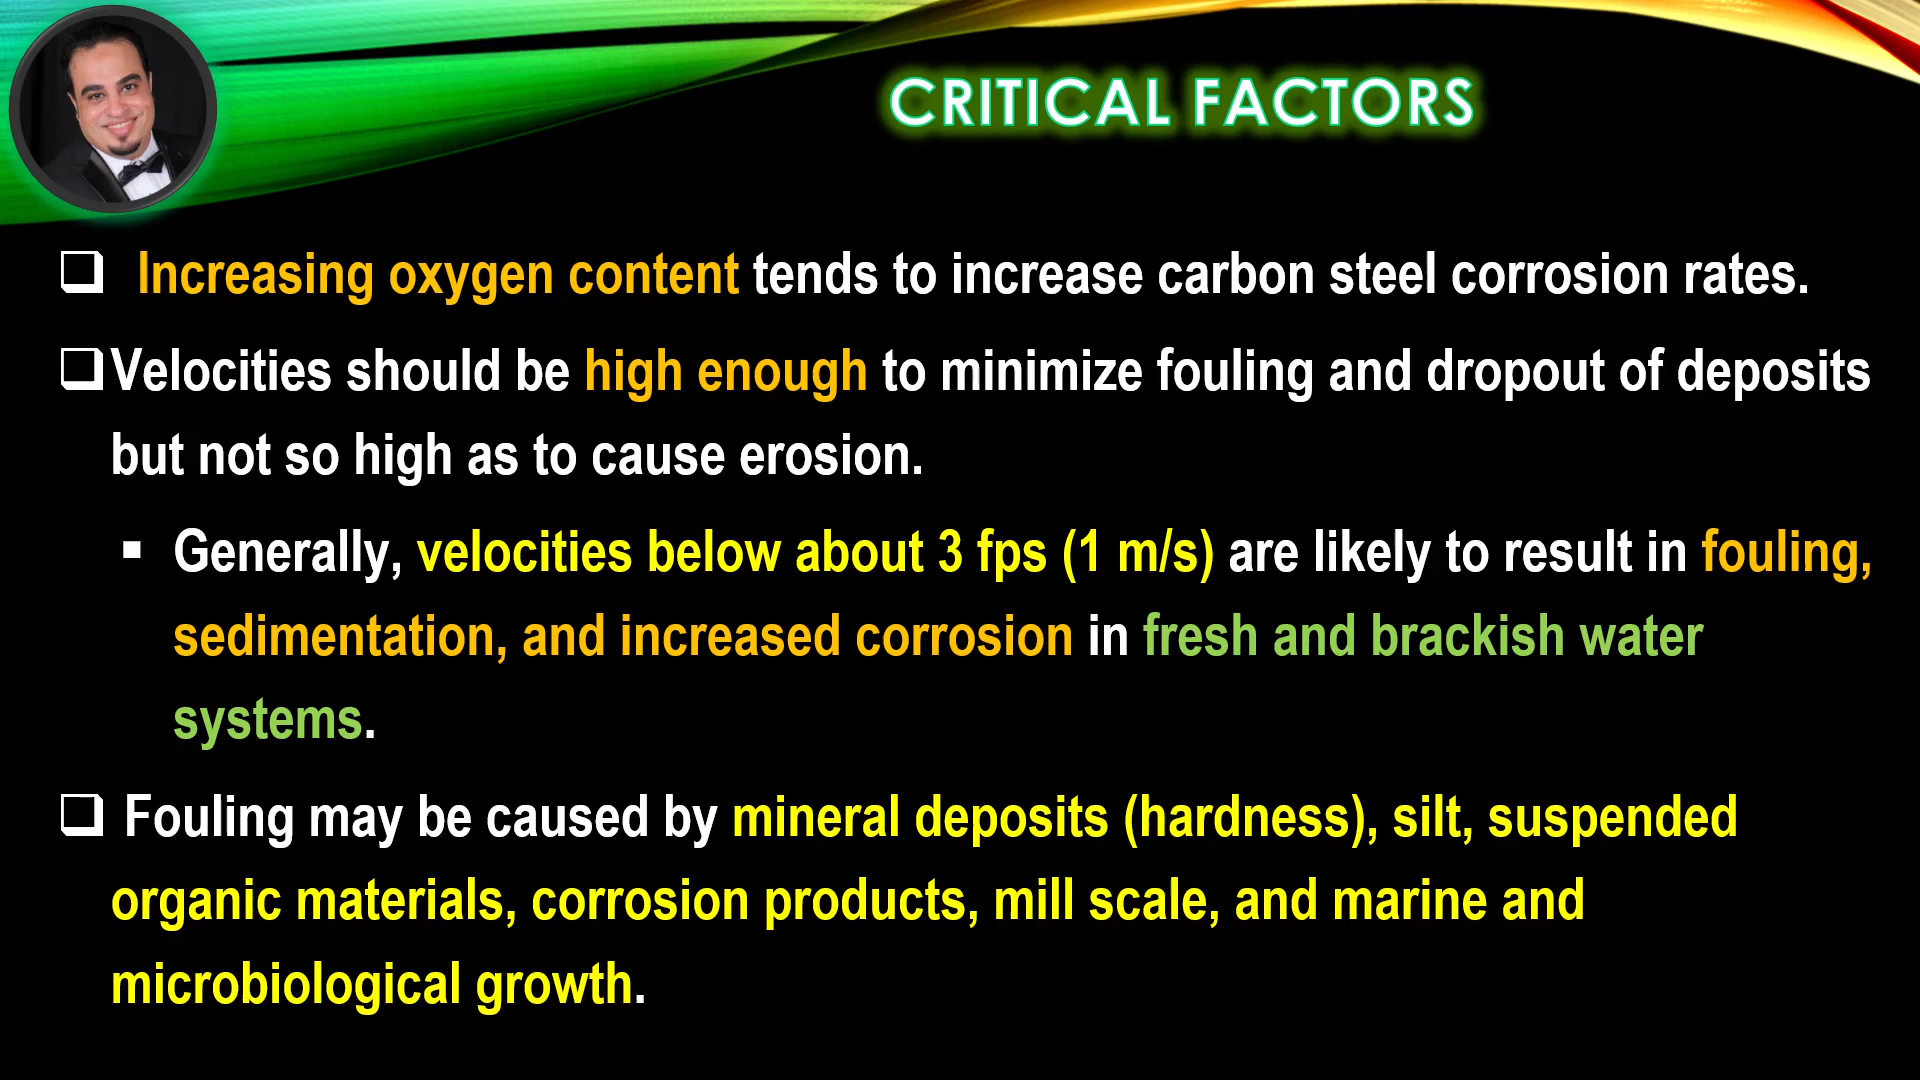 CRITICAL FACTORS
❑ Increasing oxygen content tends to increase carbon steel corrosion rates.
❑ Velocities should be high enough to minimize fouling and dropout of deposits
but not so high as to cause erosion.
▪ Generally, velocities below about 3 fps (1 m/s) are likely to result in fouling,
sedimentation, and increased corrosion in fresh and brackish water
systems.
❑ Fouling may be caused by mineral deposits (hardness), silt, suspended
organic materials, corrosion products, mill scale, and marine and
microbiological growth.